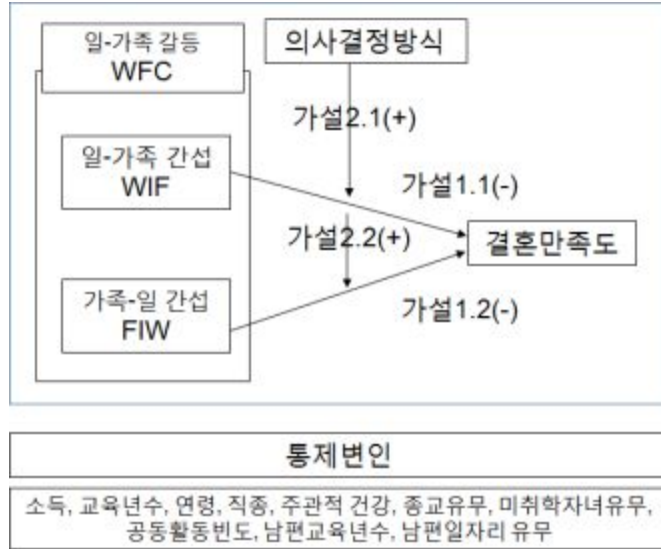 일-가족 갈등
WFC
의사결정방식
가설2.1(+)
일-가족 간섭
WIF
가설1.1(-)
가설2.2(+)
결혼만족도
가족-일 간섭
FIW
가설1.2(-)
통제변인
소득, 교육년수, 연령, 직종, 주관적 건강, 종교유무, 미취학자녀유무,
공동활동빈도, 남편교육년수, 남편일자리 유무